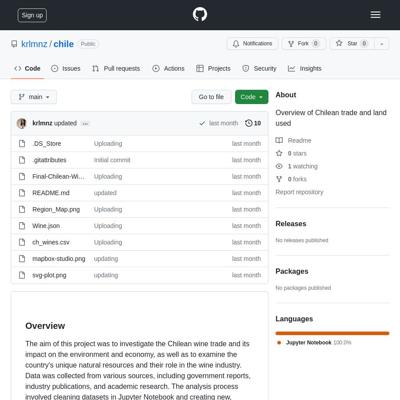 Sign up
krlmnz / chile Public
Notifications Fork 0 Star 0
Code Issues Pull requests Actions Projects Security Insights
main Go to file Code
krlmnz updated last month 10
.DS_Store Uploading last month
.gitattributes Initial commit last month
Final-Chilean-Wi… Uploading last month
README.md updated last month
Region_Map.png Uploading last month
Wine.json Uploading last month
ch_wines.csv Uploading last month
mapbox-studio.png updating last month
svg-plot.png updating last month
Overview
The aim of this project was to investigate the Chilean wine trade and its
impact on the environment and economy, as well as to examine the
country's unique natural resources and their role in the wine industry.
Data was collected from various sources, including government reports,
industry publications, and academic research. The analysis process
involved cleaning datasets in Jupyter Notebook and creating new,
About
Overview of Chilean trade and land
used
Readme
0 stars
1 watching
0 forks
Report repository
Releases
No releases published
Packages
No packages published
Languages
Jupyter Notebook 100.0%